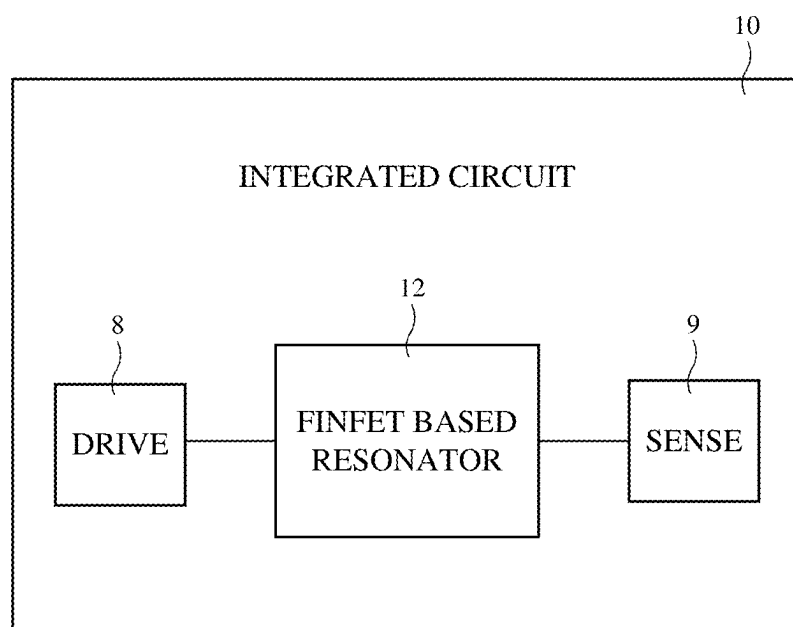 10
INTEGRATED CIRCUIT
8
DRIVE
12
FINFET BASED
RESONATOR
9
SENSE